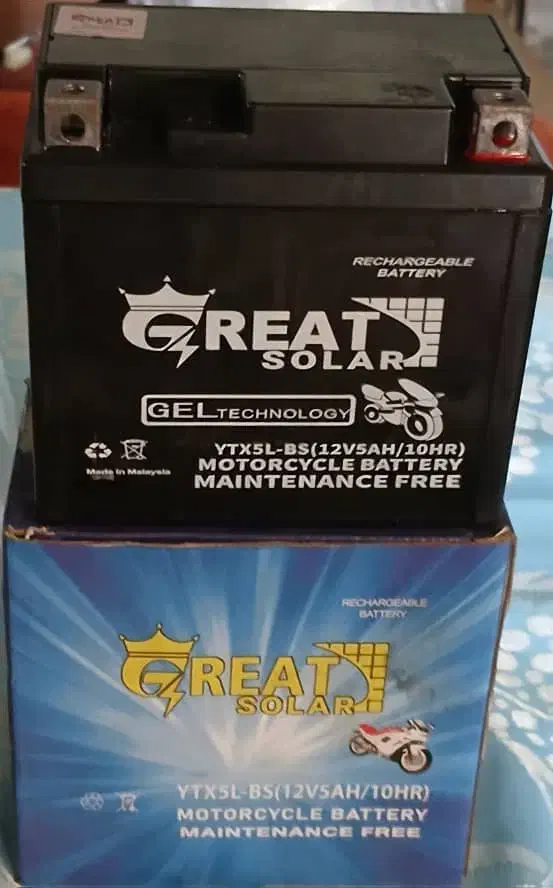 GREAT
RECHARGEABLE
BATTERY
GREAT
SOLAR
GEL TECHNOLOGY
YTX5L-BS(12V5AH/10HR)
MOTORCYCLE BATTERY
Made in Malaysia
MAINTENANCE FREE
RECHARGEABLE
BATTERY
GREAT
SOLAR
YTX5L-BS(12V5AH/10HR)
MOTORCYCLE BATTERY
MAINTENANCE FREE